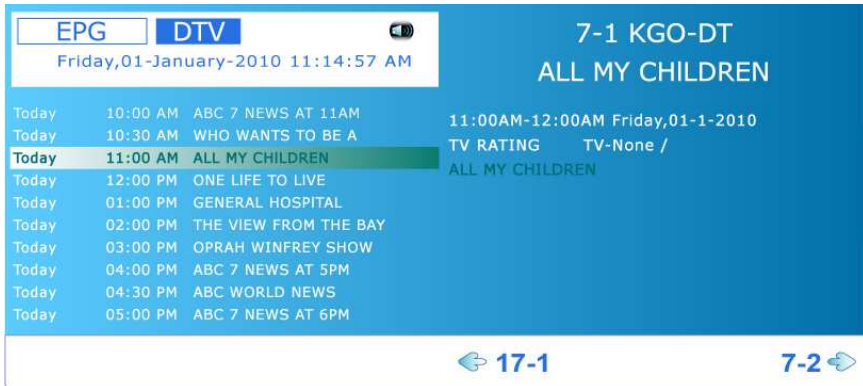 EPG DTV
Friday,01-January-2010 11:14:57 AM
7-1 KGO-DT
ALL MY CHILDREN
Today 10:00 AM ABC 7 NEWS AT 11AM
Today 10:30 AM WHO WANTS TO BE A
Today 11:00 AM ALL MY CHILDREN
Today 12:00 PM ONE LIFE TO LIVE
Today 01:00 PM GENERAL HOSPITAL
Today 02:00 PM THE VIEW FROM THE BAY
Today 03:00 PM OPRAH WINFREY SHOW
Today 04:00 PM ABC 7 NEWS AT 5PM
Today 04:30 PM ABC WORLD NEWS
Today 05:00 PM ABC 7 NEWS AT 6PM
11:00AM-12:00AM Friday,01-1-2010
TV RATING TV-None /
ALL MY CHILDREN
17-1 7-2